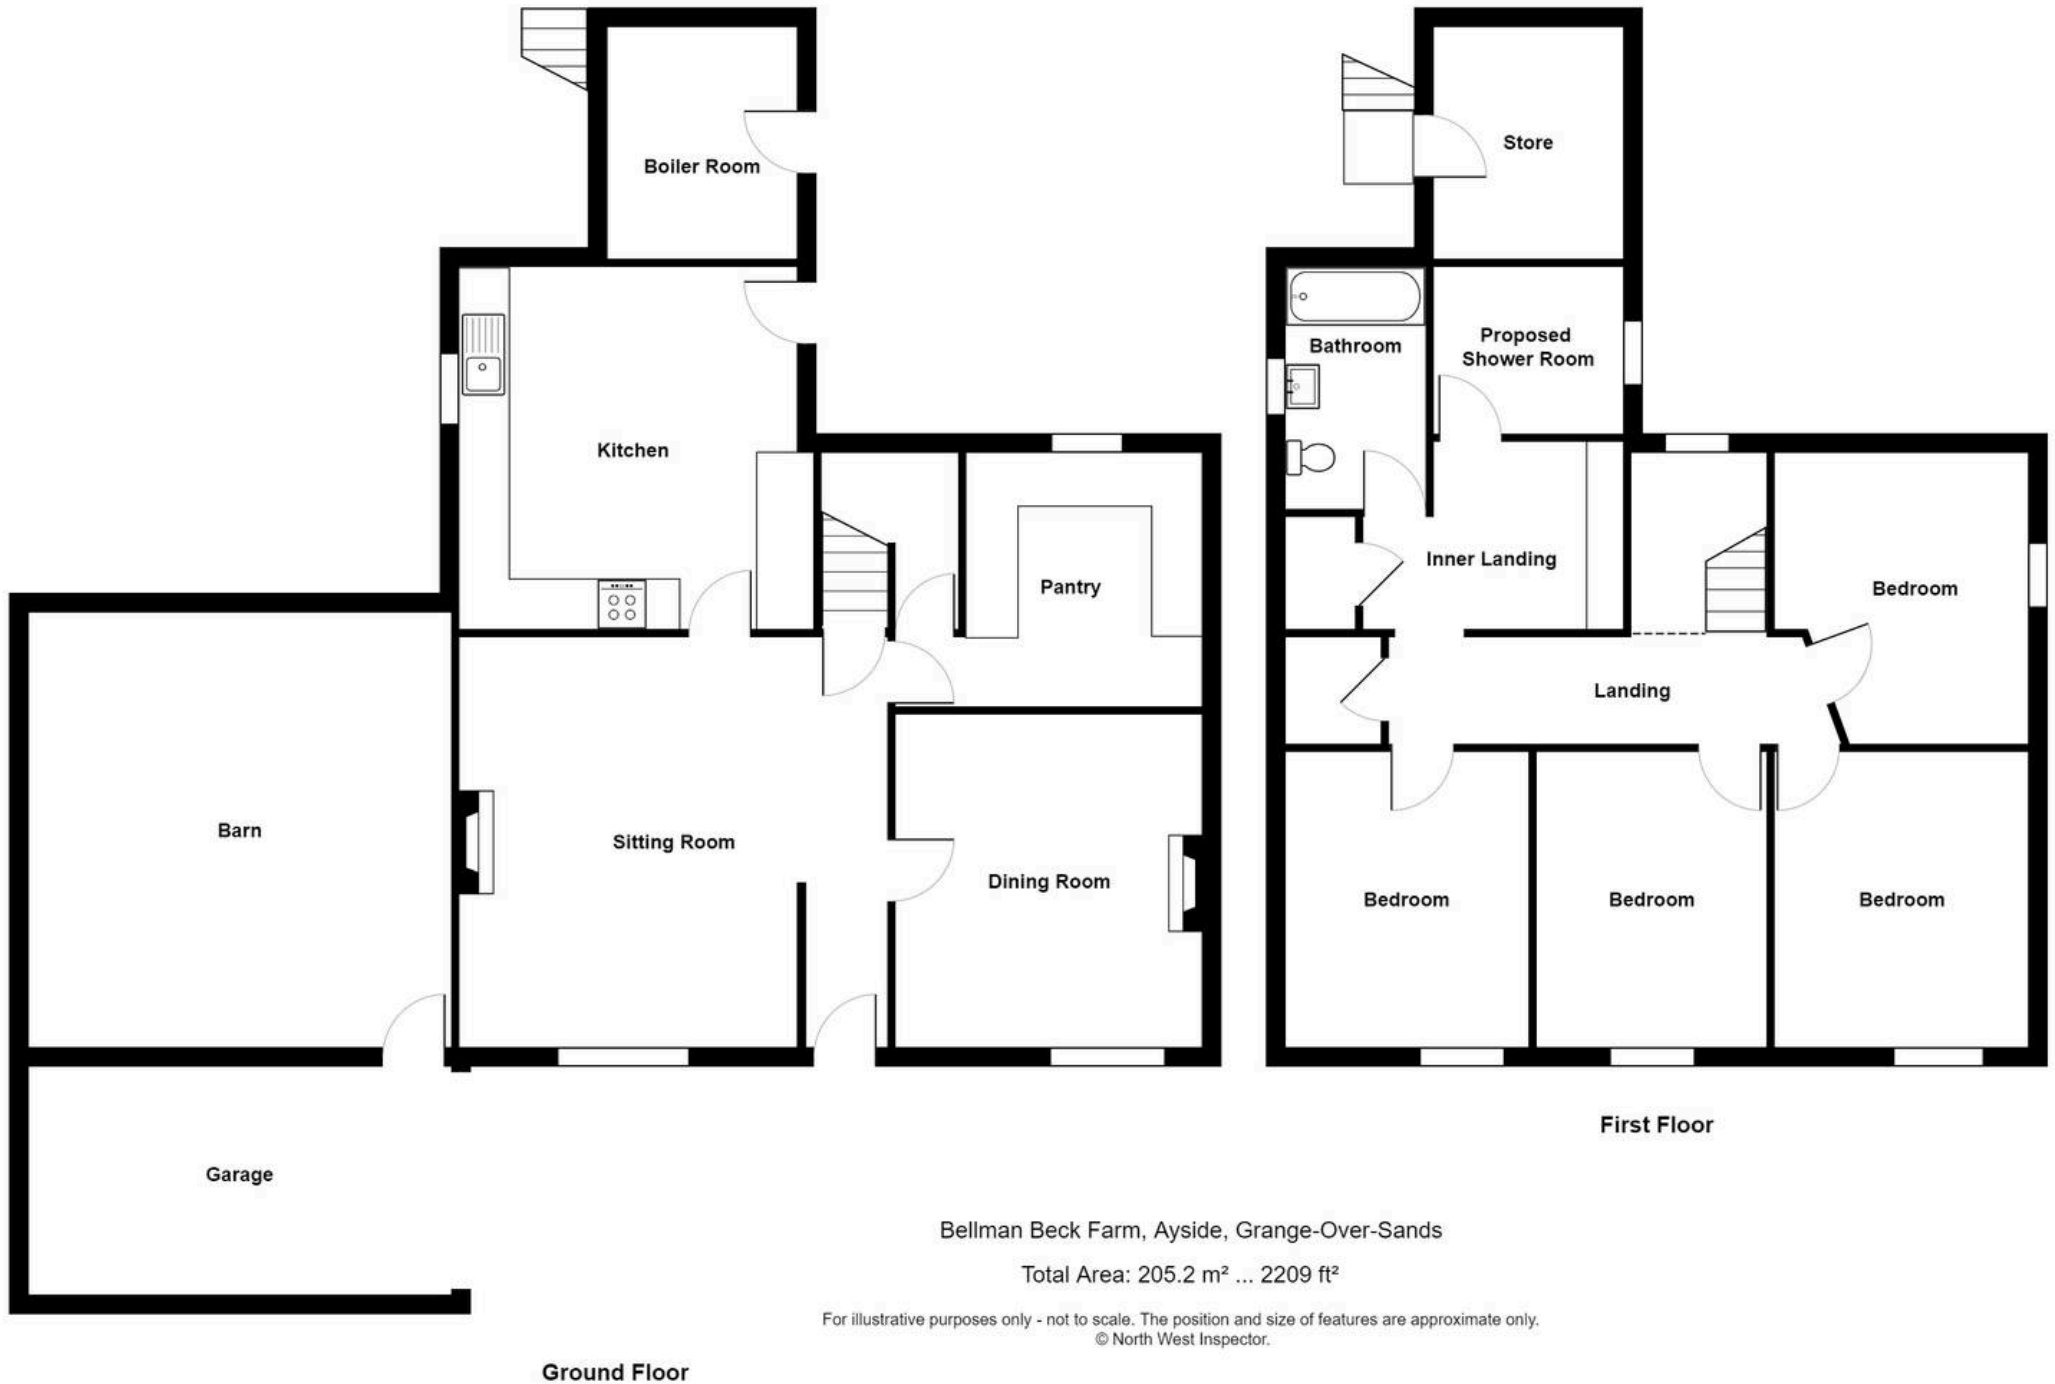 Boiler Room
Kitchen
Pantry
Barn
Sitting Room
Dining Room
Garage
Ground Floor
Store
Bathroom
Proposed
Shower Room
Inner Landing
Bedroom
Landing
Bedroom
Bedroom
Bedroom
First Floor
Bellman Beck Farm, Ayside, Grange-Over-Sands
Total Area: 205.2 m² ... 2209 ft²
For illustrative purposes only - not to scale. The position and size of features are approximate only.
© North West Inspector.